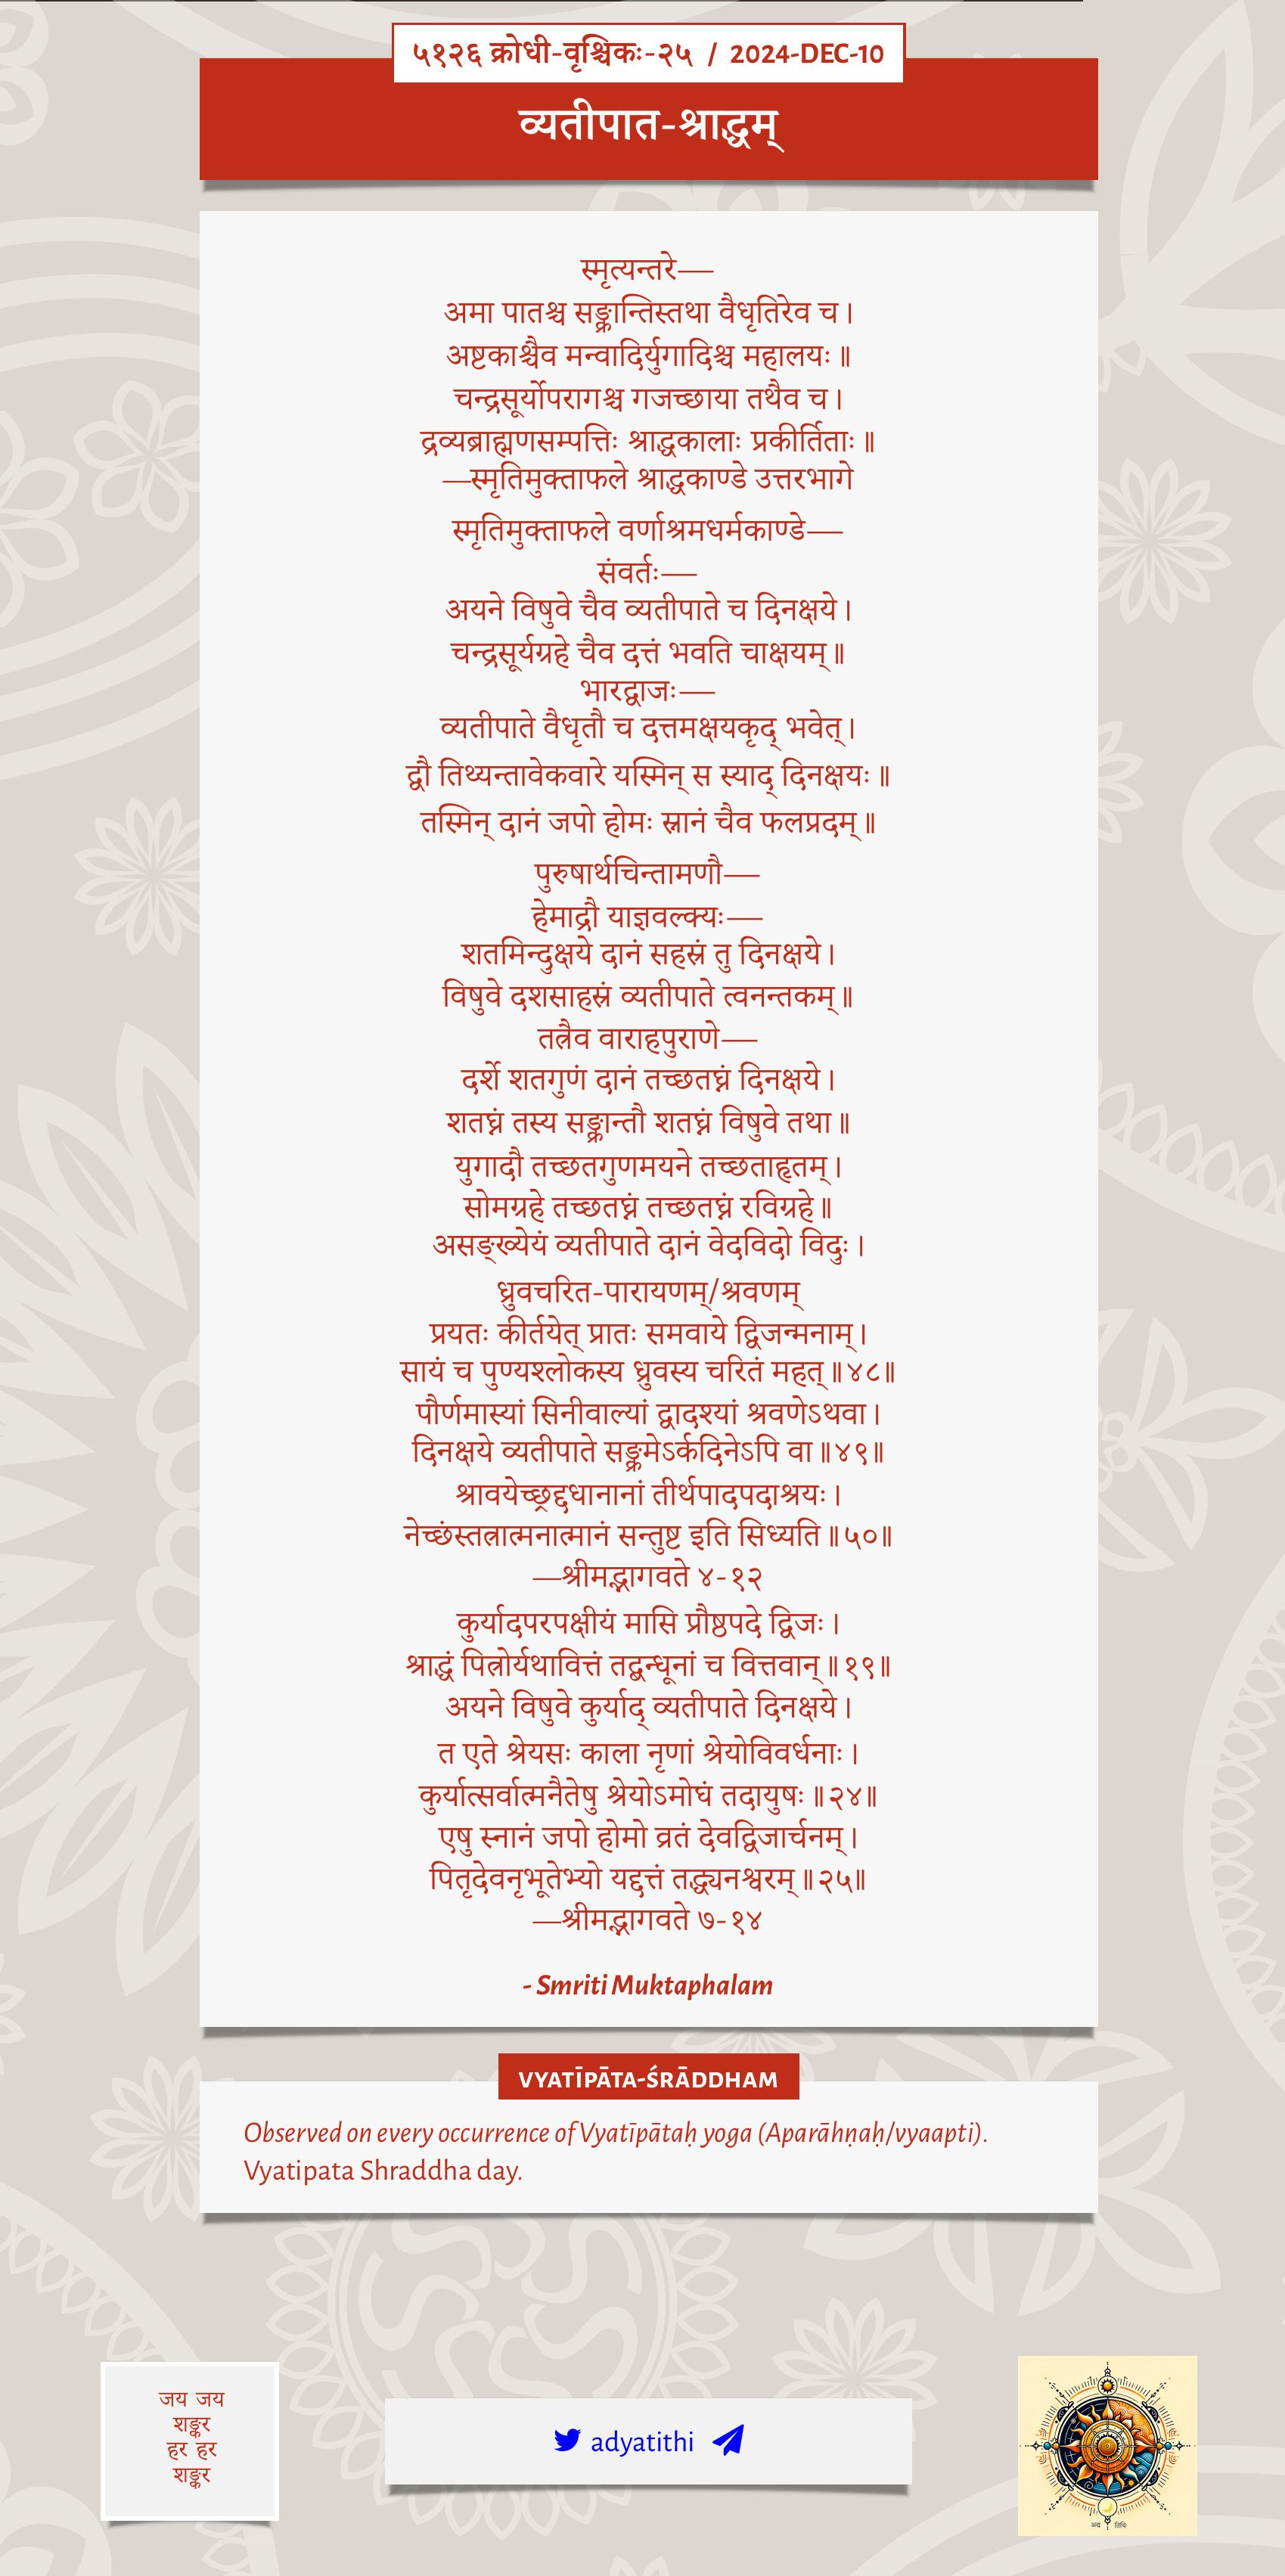 ५१२६ क्रोधी-वृश्चिकः-२५ / 2024-DEC-10
व्यतीपात-श्राद्धम्
स्मृत्यन्तरे—
अमा पातश्च सङ्क्रान्तिस्तथा वैधृतिरेव च।
अष्टकाश्चैव मन्वादिर्युगादिश्च महालयः॥
चन्द्रसूर्योपरागश्च गजच्छाया तथैव च।
द्रव्यब्राह्मणसम्पत्तिः श्राद्धकालाः प्रकीर्तिताः॥
—स्मृतिमुक्ताफले श्राद्धकाण्डे उत्तरभागे
स्मृतिमुक्ताफले वर्णाश्रमधर्मकाण्डे—
संवर्तः—
अयने विषुवे चैव व्यतीपाते च दिनक्षये।
चन्द्रसूर्यग्रहे चैव दत्तं भवति चाक्षयम्॥
भारद्वाजः—
व्यतीपाते वैधृतौ च दत्तमक्षयकृद् भवेत्।
द्वौ तिथ्यन्तावेकवारे यस्मिन् स स्याद् दिनक्षयः॥
तस्मिन् दानं जपो होमः स्नानं चैव फलप्रदम्॥
पुरुषार्थचिन्तामणौ—
हेमाद्रौ याज्ञवल्क्यः—
शतमिन्दुक्षये दानं सहस्रं तु दिनक्षये।
विषुवे दशसाहस्रं व्यतीपाते त्वनन्तकम्॥
तत्रैव वाराहपुराणे—
दर्शे शतगुणं दानं तच्छतघ्नं दिनक्षये।
शतघ्नं तस्य सङ्क्रान्तौ शतघ्नं विषुवे तथा॥
युगादौ तच्छतगुणमयने तच्छताहृतम्।
सोमग्रहे तच्छतघ्नं तच्छतघ्नं रविग्रहे॥
असङ्ख्येयं व्यतीपाते दानं वेदविदो विदुः।
ध्रुवचरित-पारायणम्/श्रवणम्
प्रयतः कीर्तयेत् प्रातः समवाये द्विजन्मनाम्।
सायं च पुण्यश्लोकस्य ध्रुवस्य चरितं महत्॥४८॥
पौर्णमास्यां सिनीवाल्यां द्वादश्यां श्रवणेऽथवा।
दिनक्षये व्यतीपाते सङ्क्रमेऽर्कदिनेऽपि वा॥४९॥
श्रावयेच्छ्रद्दधानानां तीर्थपादपदाश्रयः।
नेच्छंस्तत्रात्मनात्मानं सन्तुष्ट इति सिध्यति॥५०॥
—श्रीमद्भागवते ४-१२
कुर्यादपरपक्षीयं मासि प्रौष्ठपदे द्विजः।
श्राद्धं पित्रोर्यथावित्तं तद्बन्धूनां च वित्तवान्॥१९॥
अयने विषुवे कुर्याद् व्यतीपाते दिनक्षये।
त एते श्रेयसः काला नृणां श्रेयोविवर्धनाः।
कुर्यात्सर्वात्मनैतेषु श्रेयोऽमोघं तदायुषः॥२४॥
एषु स्नानं जपो होमो व्रतं देवद्विजार्चनम्।
पितृदेवनृभूतेभ्यो यद्दत्तं तद्ध्यनश्वरम्॥२५॥
—श्रीमद्भागवते ७-१४
- Smriti Muktaphalam
VYATĪPĀTA-ŚRĀDDHAM
Observed on every occurrence of Vyatīpātaḥ yoga (Aparāhṇaḥ/vyaapti).
Vyatipata Shraddha day.
जय जय
शङ्कर
हर हर
शङ्कर
adyatithi
अद्य तिथिः